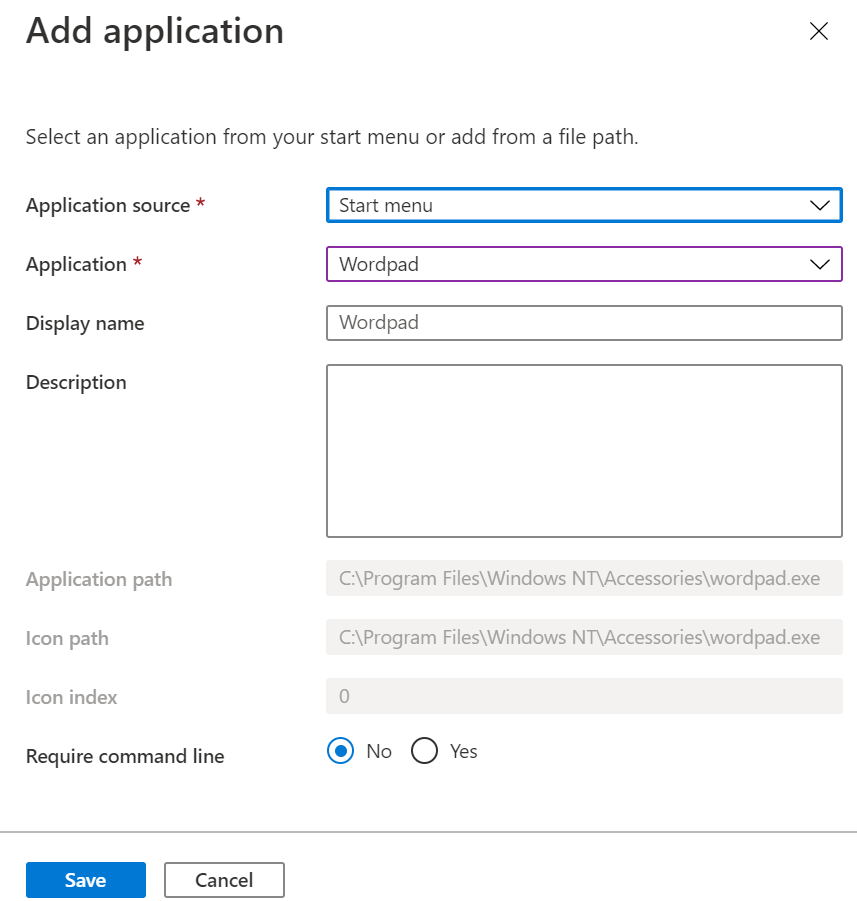 Add application
Select an application from your start menu or add from a file path.
Application source *
Start menu
Application *
Wordpad
Display name
Wordpad
Description
Application path
C:\Program Files\Windows NT\Accessories\wordpad.exe
Icon path
C:\Program Files\Windows NT\Accessories\wordpad.exe
Icon index
0
Require command line
No Yes
Save Cancel